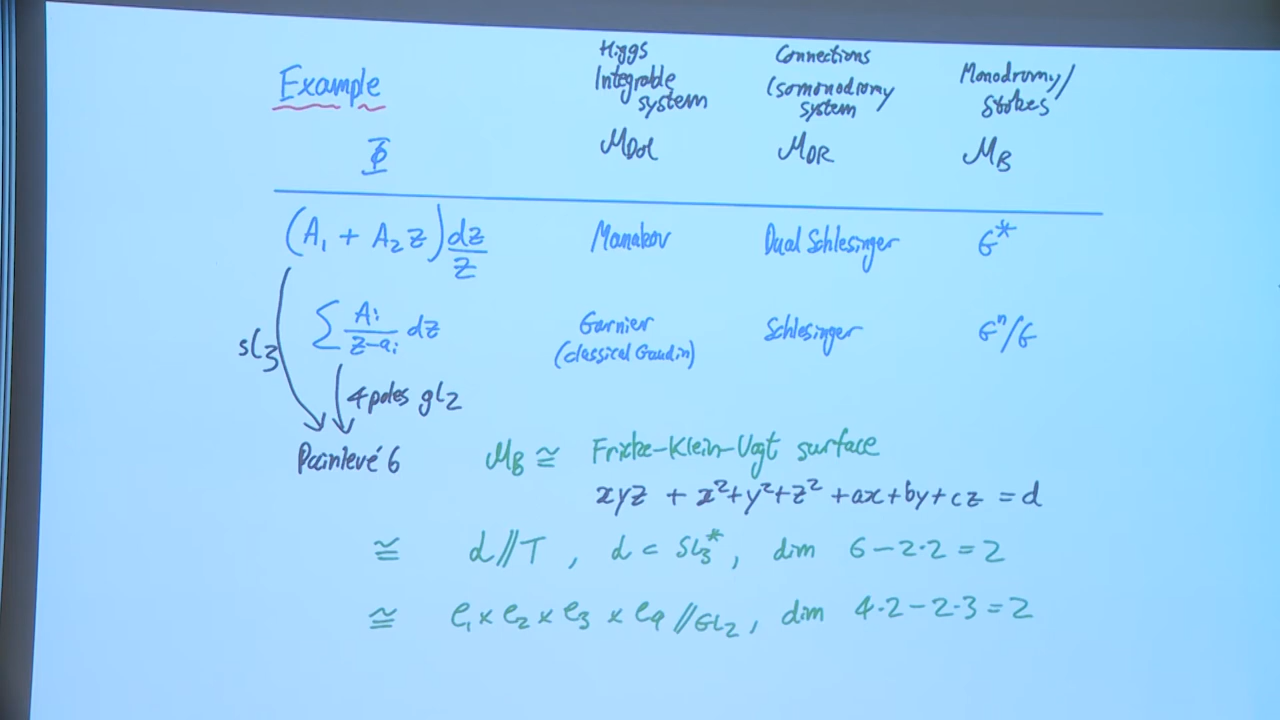 Example Higgs Integrable system Connections Isomonodromy system Monodromy/Stokes
Φ M_Dol M_DR M_B
(A₁ + A₂z) dz/z Manakov Dual Schlesinger G*
∑ Aᵢ/(z-aᵢ) dz Garnier (classical Gaudin) Schlesinger Gⁿ/G
sl₃
4 poles gl₂
Painlevé 6 M_B ≅ Fricke-Klein-Vogt surface
xyz + x²+y²+z² +ax+by+cz = d
≅ d//T , d ⊂ SL₃*, dim 6-2·2=2
≅ C₁ × C₂ × C₃ × C₄ //GL₂, dim 4·2-2·3=2